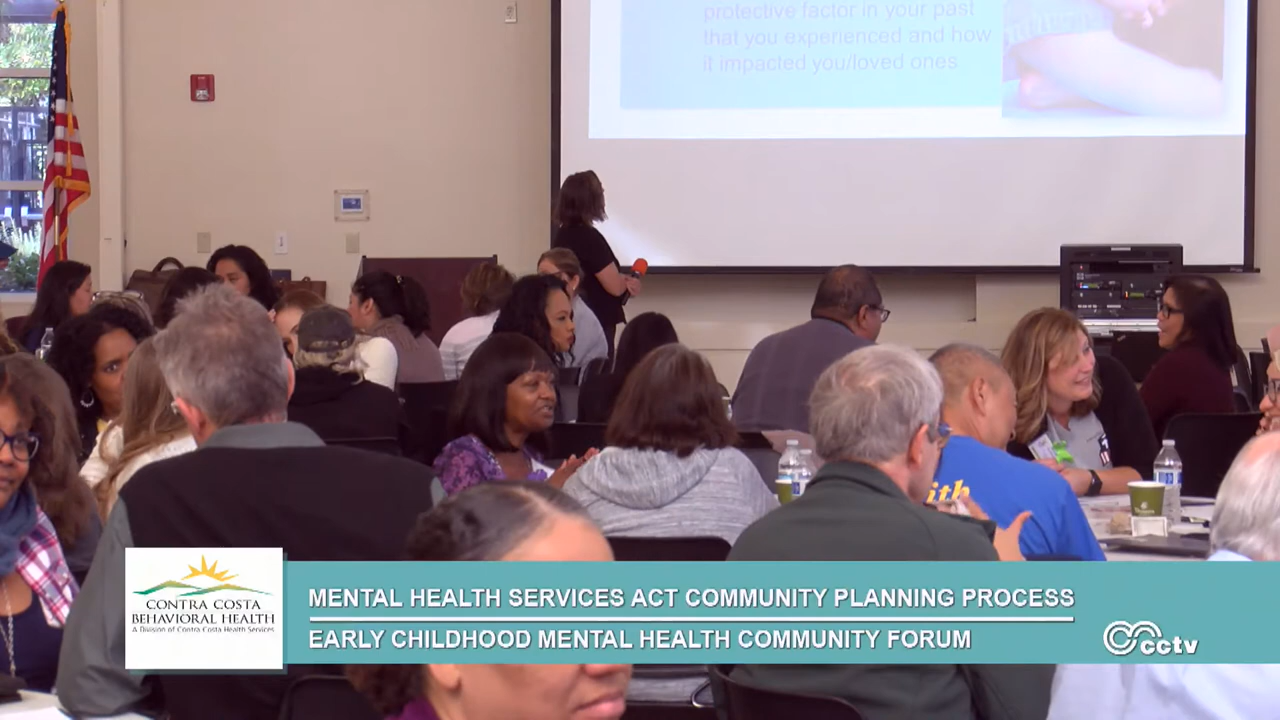 protective factor in your past
that you experienced and how
it impacted you/loved ones
ith
CONTRA COSTA
BEHAVIORAL HEALTH
A Division of Contra Costa Health Services
MENTAL HEALTH SERVICES ACT COMMUNITY PLANNING PROCESS
EARLY CHILDHOOD MENTAL HEALTH COMMUNITY FORUM
cctv